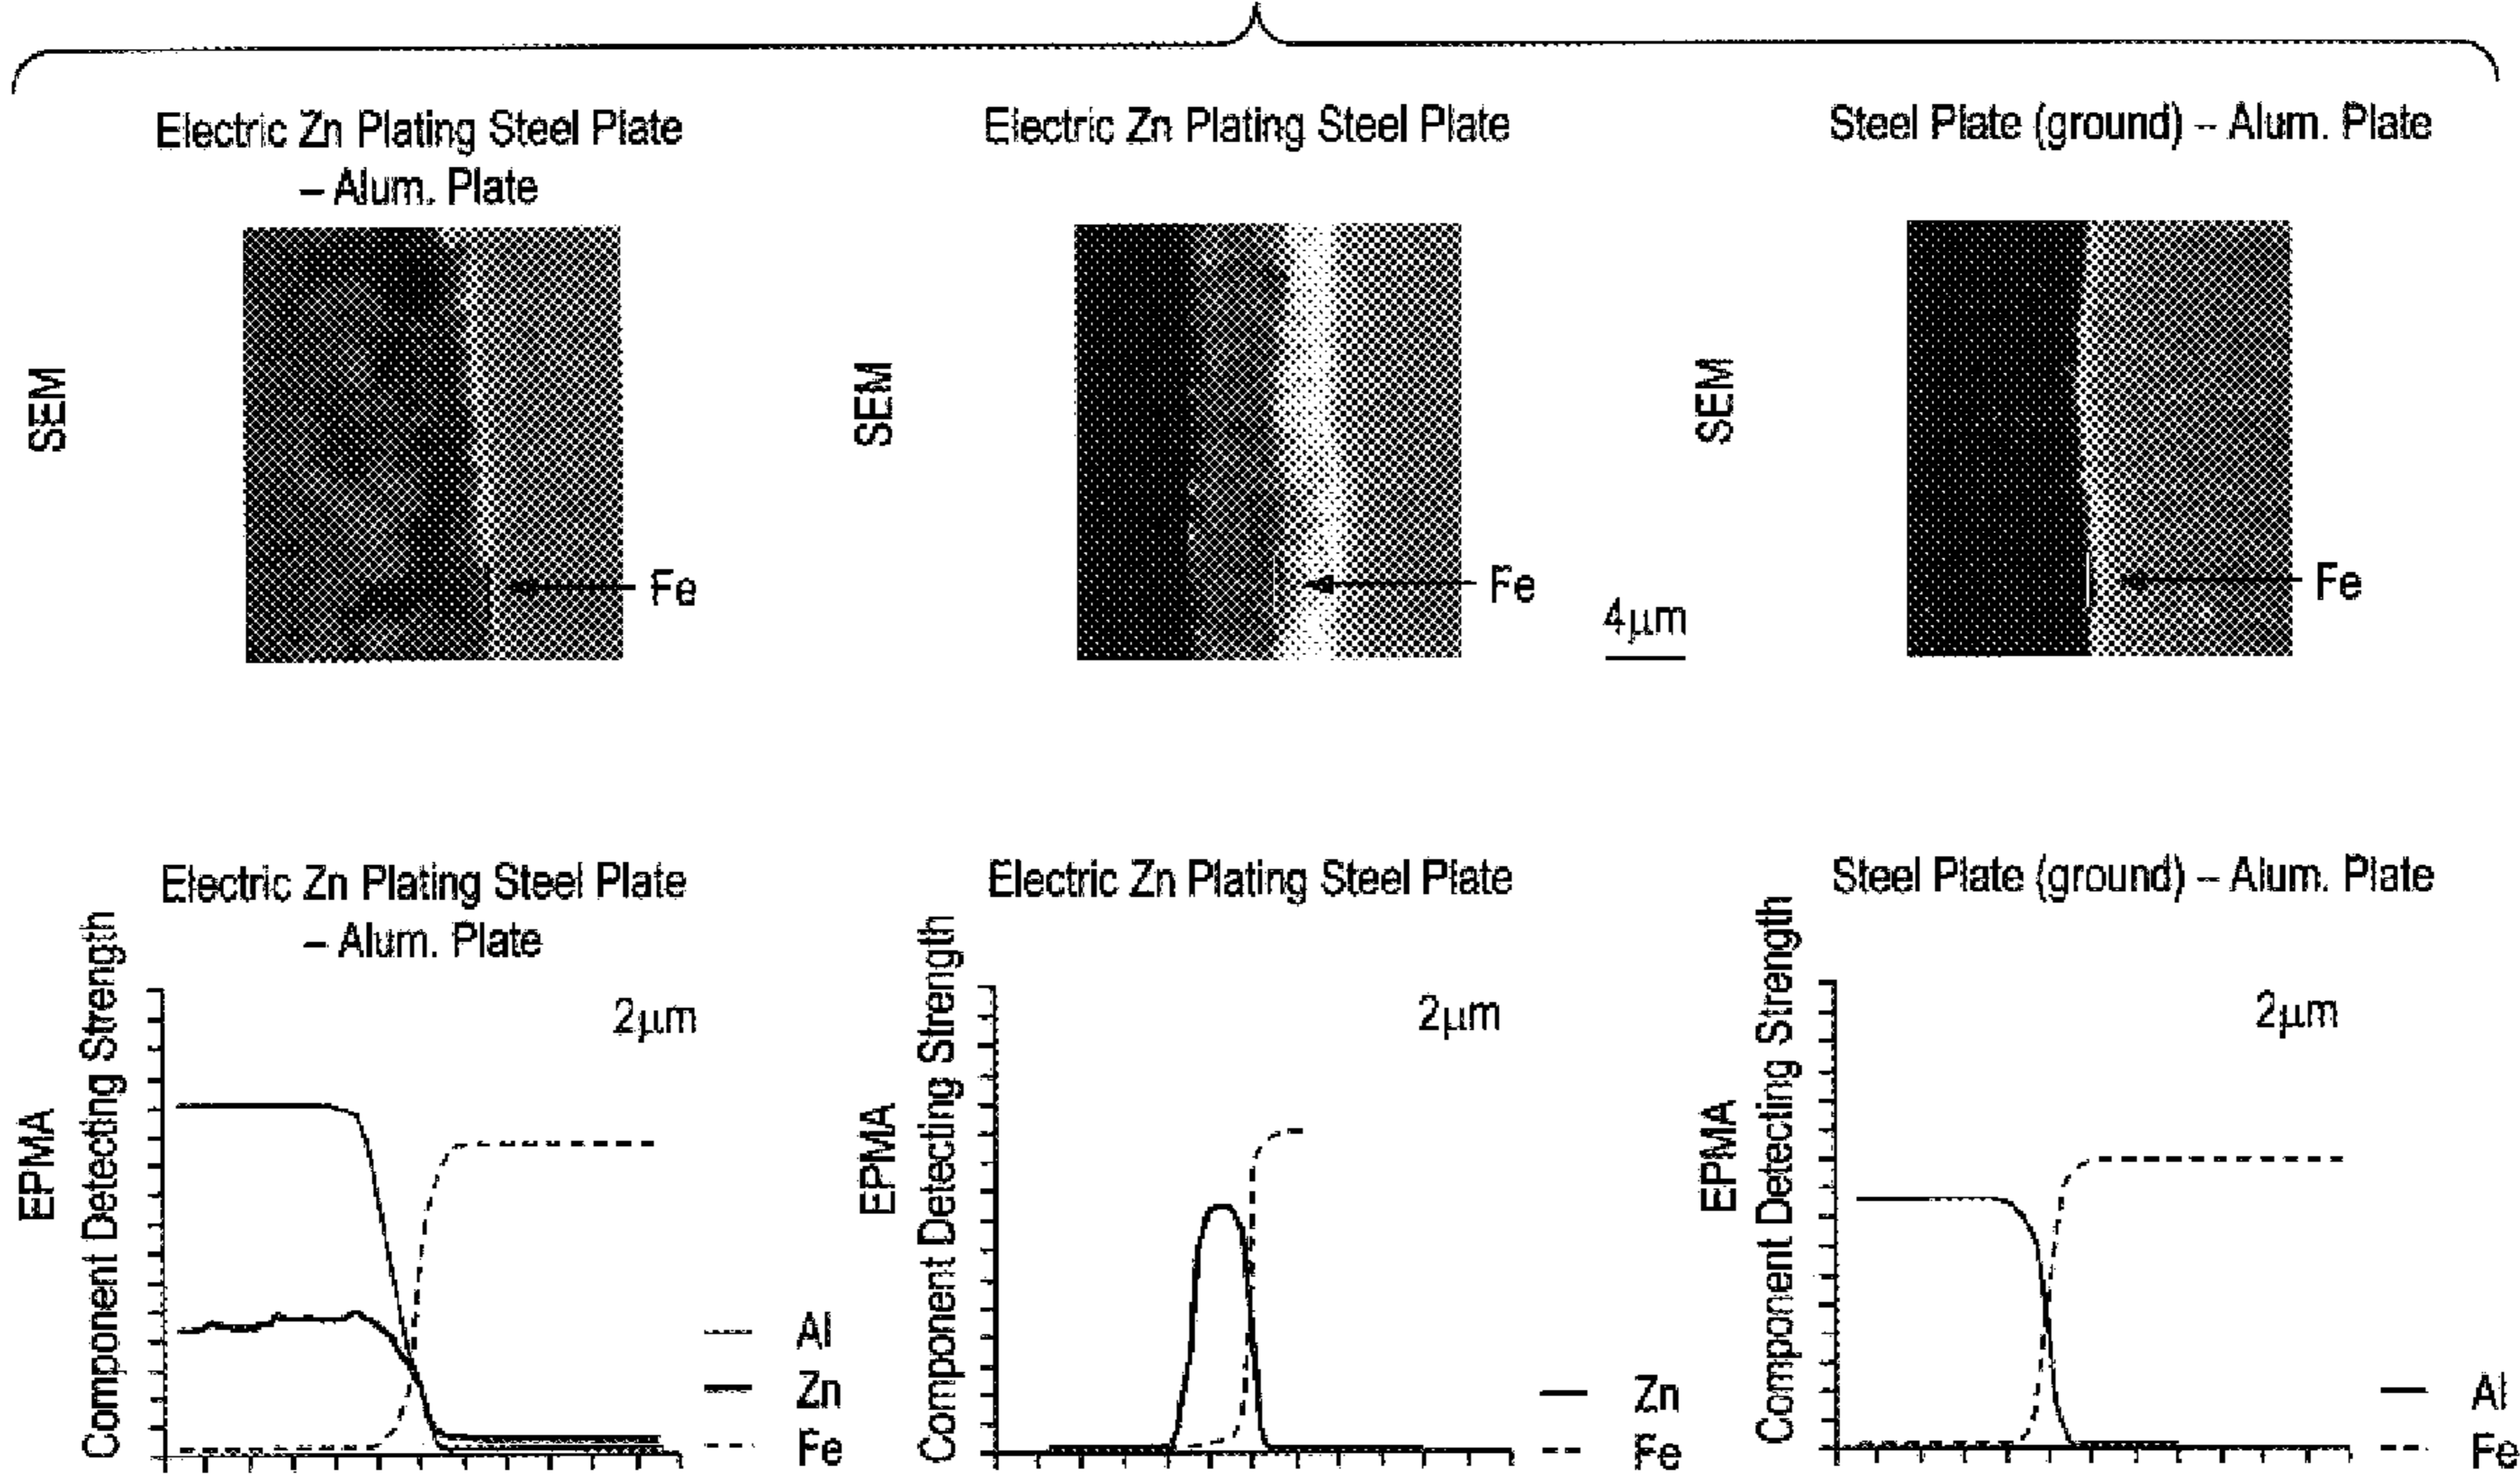 Electric Zn Plating Steel Plate
– Alum. Plate
Electric Zn Plating Steel Plate
Steel Plate (ground) – Alum. Plate
SEM
Fe
SEM
Fe
4μm
SEM
Fe
Electric Zn Plating Steel Plate
– Alum. Plate
Electric Zn Plating Steel Plate
Steel Plate (ground) – Alum. Plate
EPMA
Component Detecting Strength
2μm
Al
Zn
Fe
EPMA
Component Detecting Strength
2μm
Zn
Fe
EPMA
Component Detecting Strength
2μm
Al
Fe